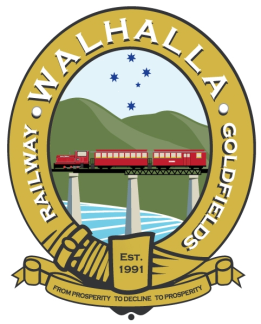 WALHALLA
GOLDFIELDS
RAILWAY
EST.
1991
FROM PROSPERITY TO DECLINE TO PROSPERITY